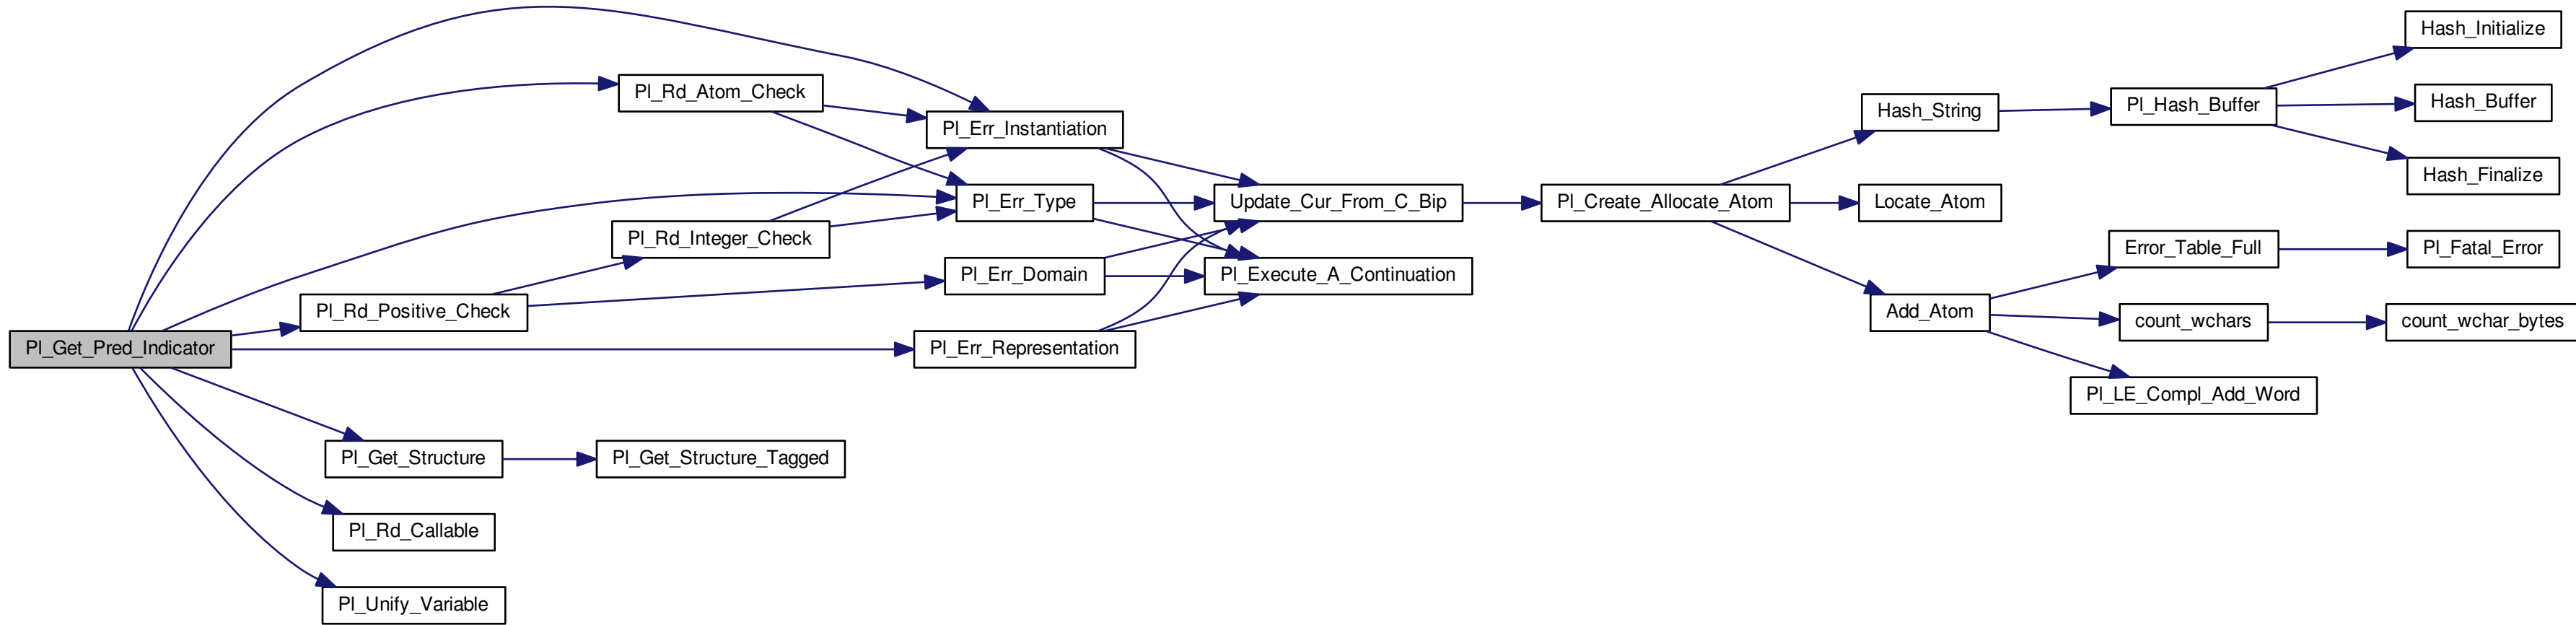 Pl_Get_Pred_Indicator
Pl_Rd_Positive_Check
Pl_Get_Structure
Pl_Rd_Callable
Pl_Unify_Variable
Pl_Rd_Atom_Check
Pl_Rd_Integer_Check
Pl_Get_Structure_Tagged
Pl_Err_Instantiation
Pl_Err_Type
Pl_Err_Domain
Pl_Err_Representation
Update_Cur_From_C_Bip
Pl_Execute_A_Continuation
Pl_Create_Allocate_Atom
Hash_String
Locate_Atom
Add_Atom
Pl_Hash_Buffer
Error_Table_Full
count_wchars
Pl_LE_Compl_Add_Word
Hash_Initialize
Hash_Buffer
Hash_Finalize
Pl_Fatal_Error
count_wchar_bytes